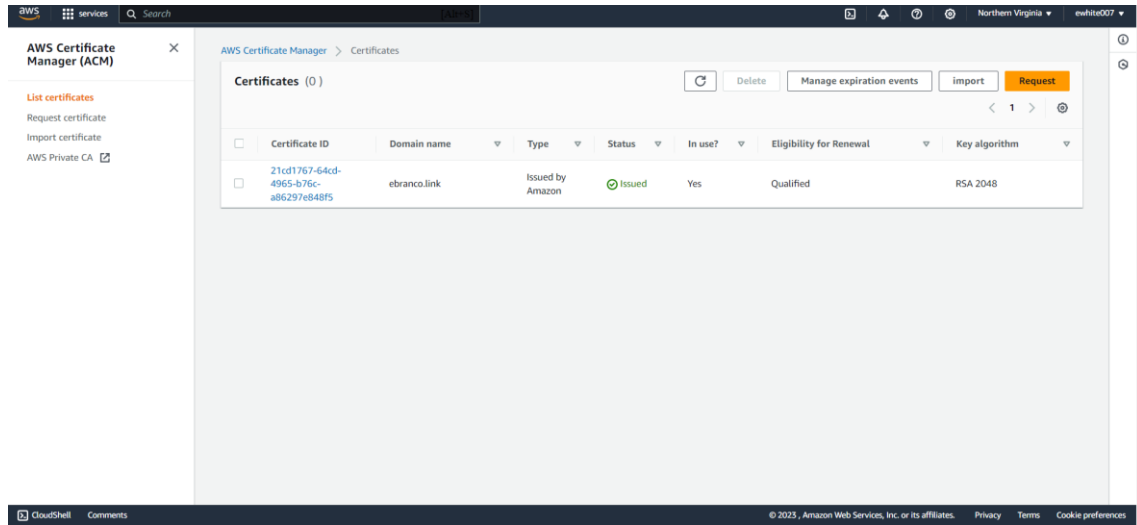 aws services Search [Alt+S] Northern Virginia ewhite007
AWS Certificate
Manager (ACM)
List certificates
Request certificate
Import certificate
AWS Private CA
AWS Certificate Manager > Certificates
Certificates (0 )
Delete Manage expiration events import Request
1
Certificate ID Domain name Type Status In use? Eligibility for Renewal Key algorithm
21cd1767-64cd-
4965-b76c-
a86297e848f5
ebranco.link
Issued by
Amazon
Issued
Yes
Qualified
RSA 2048
CloudShell Comments © 2023 , Amazon Web Services, Inc. or its affiliates. Privacy Terms Cookie preferences